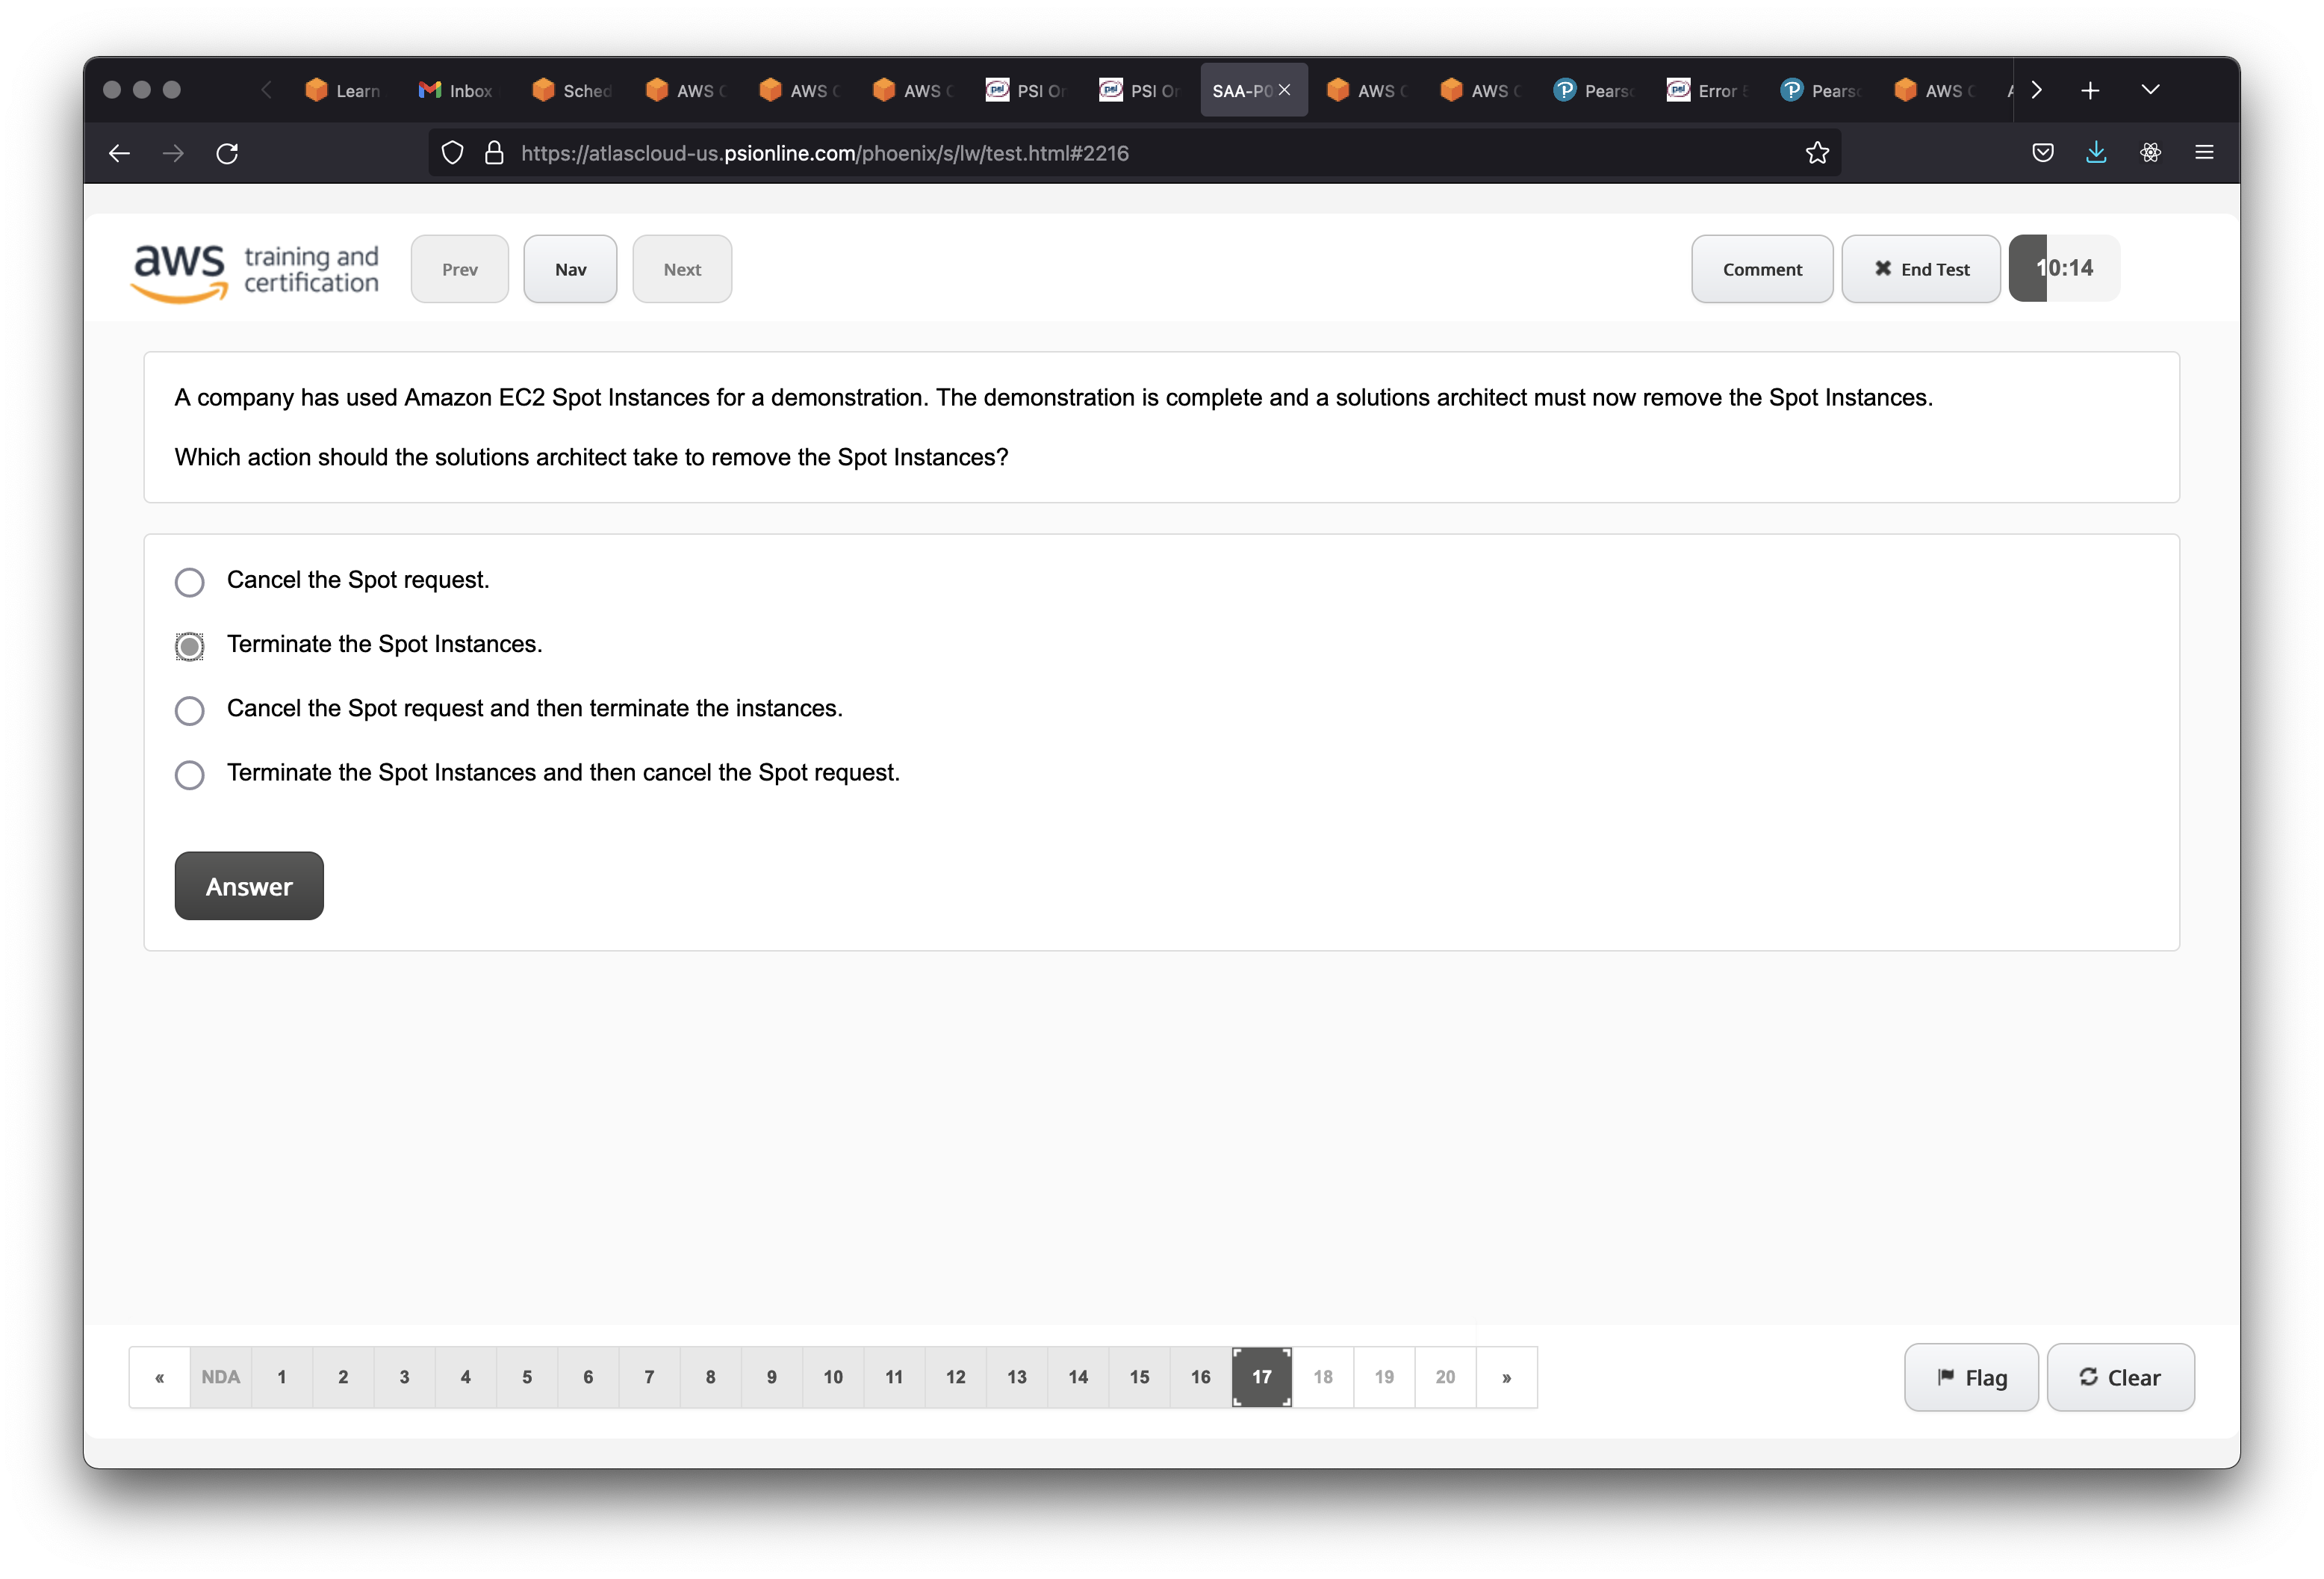 Learn
Inbox
Sched
AWS
AWS
AWS
PSI
PSI
SAA-P0
AWS
AWS
Pears
Error
Pears
AWS
https://atlascloud-us.psionline.com/phoenix/s/lw/test.html#2216
aws training and certification
Prev
Nav
Next
Comment
✖ End Test
10:14
A company has used Amazon EC2 Spot Instances for a demonstration. The demonstration is complete and a solutions architect must now remove the Spot Instances.
Which action should the solutions architect take to remove the Spot Instances?
Cancel the Spot request.
Terminate the Spot Instances.
Cancel the Spot request and then terminate the instances.
Terminate the Spot Instances and then cancel the Spot request.
Answer
« NDA 1 2 3 4 5 6 7 8 9 10 11 12 13 14 15 16 17 18 19 20 »
Flag
Clear